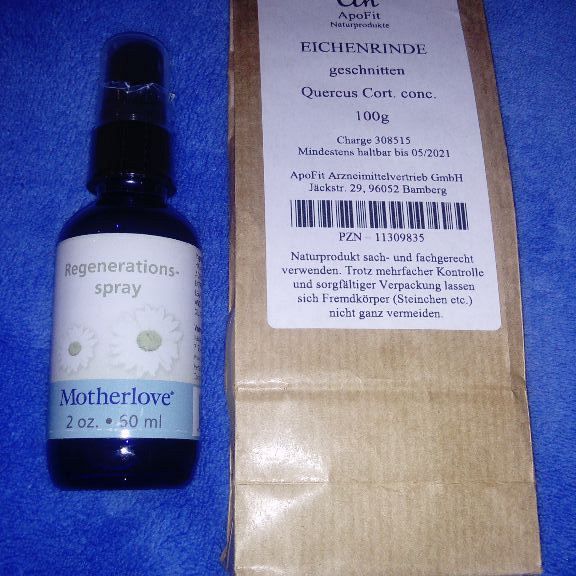 Regenerations-
spray
Motherlove®
2 oz. • 60 ml
ApoFit
Naturprodukte
EICHENRINDE
geschnitten
Quercus Cort. conc.
100g
Charge 308515
Mindestens haltbar bis 05/2021
ApoFit Arzneimittelvertrieb GmbH
Jäckstr. 29, 96052 Bamberg
PZN - 11309835
Naturprodukt sach- und fachgerecht
verwenden. Trotz mehrfacher Kontrolle
und sorgfältiger Verpackung lassen
sich Fremdkörper (Steinchen etc.)
nicht ganz vermeiden.